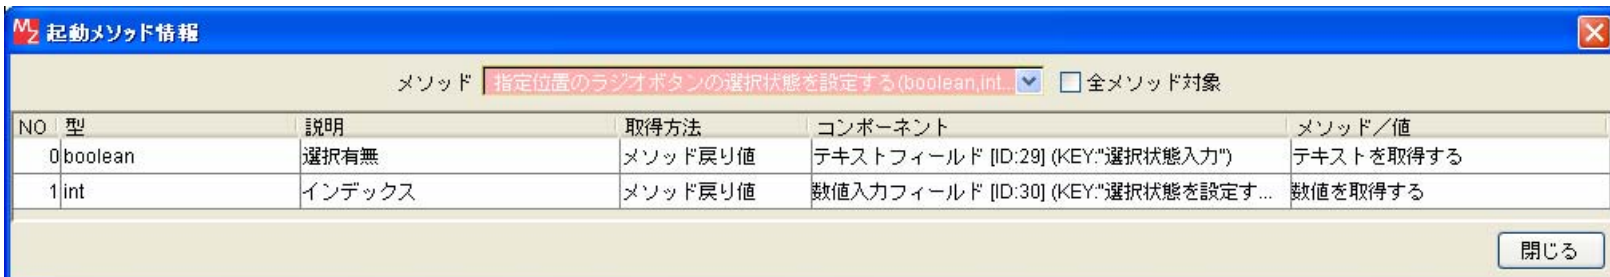 MZ 起動メソッド情報
メソッド 指定位置のラジオボタンの選択状態を設定する(boolean,int... 全メソッド対象
NO 型 説明 取得方法 コンポーネント メソッド／値
0 boolean 選択有無 メソッド戻り値 テキストフィールド [ID:29] (KEY:"選択状態入力") テキストを取得する
1 int インデックス メソッド戻り値 数値入力フィールド [ID:30] (KEY:"選択状態を設定す... 数値を取得する
閉じる